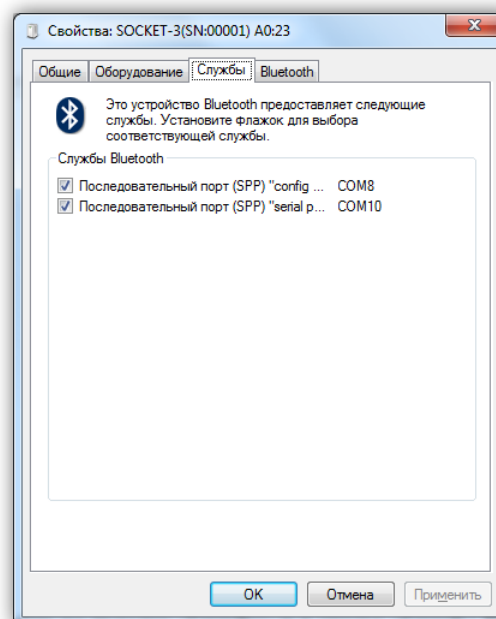 Свойства: SOCKET-3(SN:00001) A0:23
Общие Оборудование Службы Bluetooth
Это устройство Bluetooth предоставляет следующие
службы. Установите флажок для выбора
соответствующей службы.
Службы Bluetooth
Последовательный порт (SPP) "config ... COM8
Последовательный порт (SPP) "serial p... COM10
OK Отмена Применить